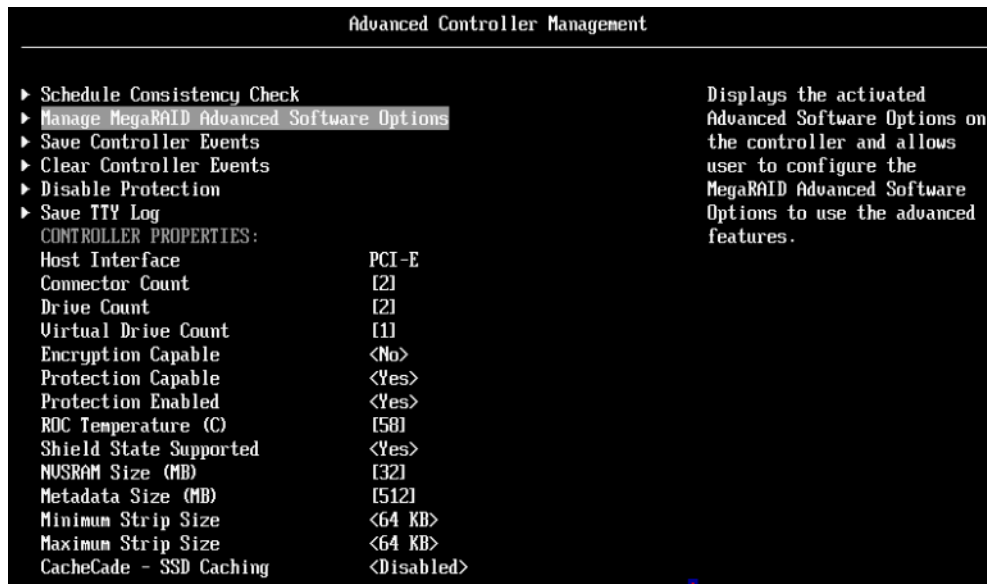 Advanced Controller Management
Schedule Consistency Check
Manage MegaRAID Advanced Software Options
Save Controller Events
Clear Controller Events
Disable Protection
Save TTY Log
CONTROLLER PROPERTIES:
Host Interface PCI-E
Connector Count [2]
Drive Count [2]
Virtual Drive Count [1]
Encryption Capable <No>
Protection Capable <Yes>
Protection Enabled <Yes>
ROC Temperature (C) [58]
Shield State Supported <Yes>
NVSRAM Size (MB) [32]
Metadata Size (MB) [512]
Minimum Strip Size <64 KB>
Maximum Strip Size <64 KB>
CacheCade - SSD Caching <Disabled>
Displays the activated
Advanced Software Options on
the controller and allows
user to configure the
MegaRAID Advanced Software
Options to use the advanced
features.